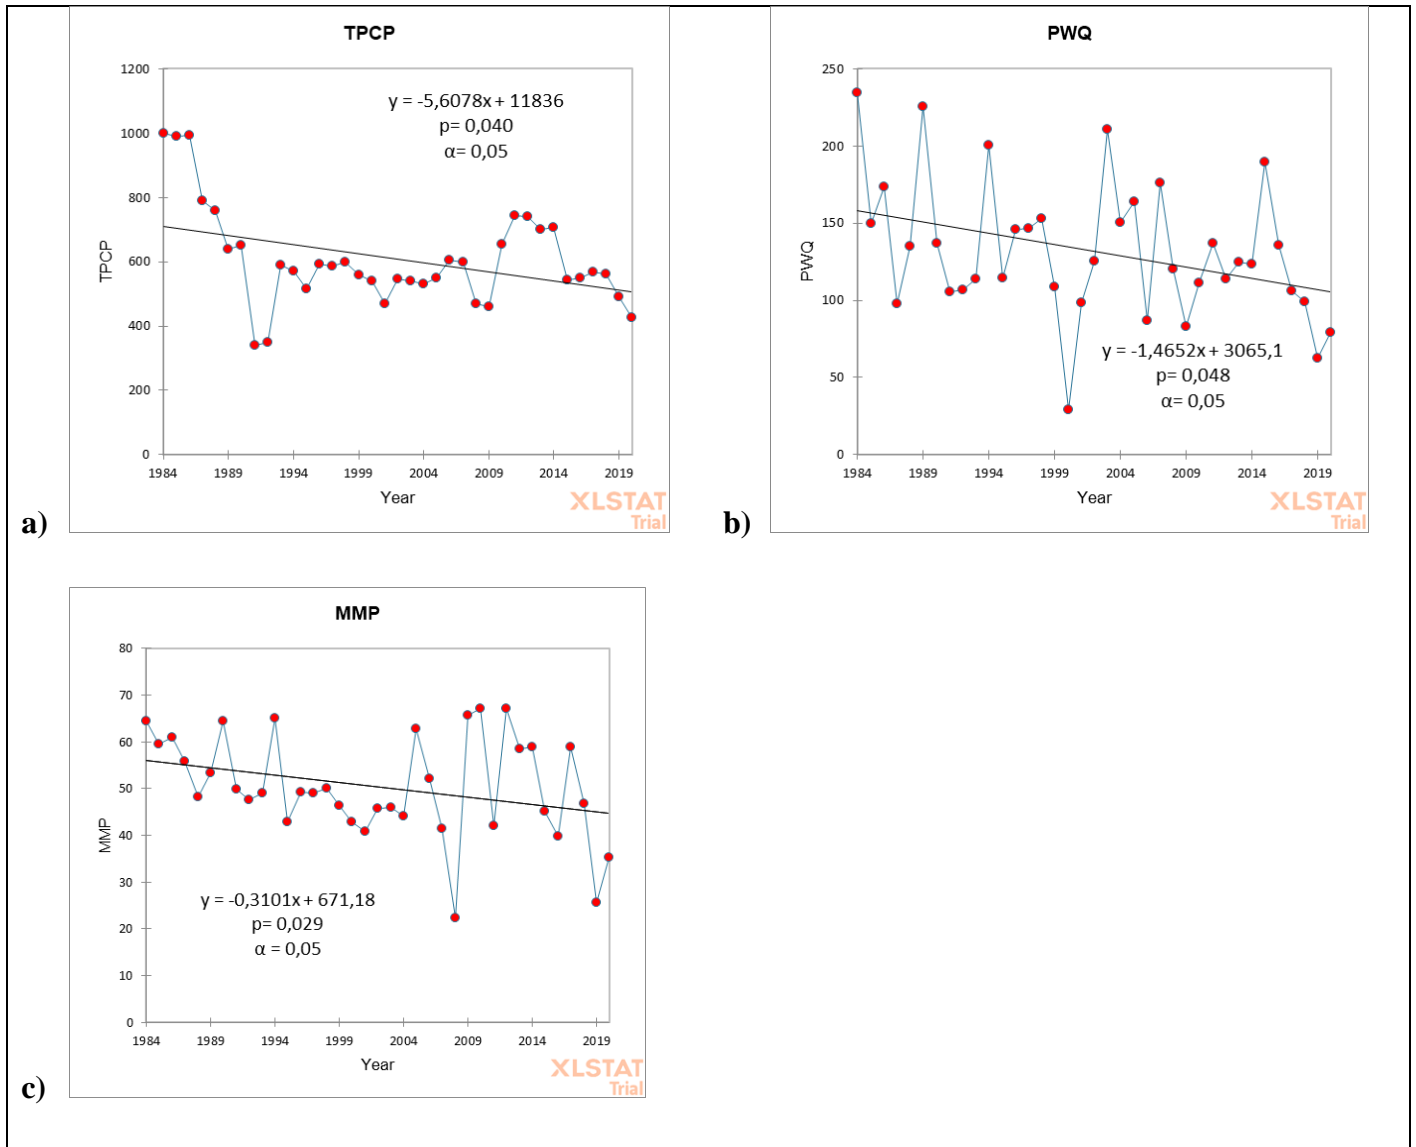 TPCP
1200
1000
800
600
400
200
0
TPCP
y = -5,6078x + 11836
p= 0,040
α= 0,05
1984 1989 1994 1999 2004 2009 2014 2019
Year
XLSTAT
Trial
a)
PWQ
250
200
150
100
50
0
PWQ
y = -1,4652x + 3065,1
p= 0,048
α= 0,05
1984 1989 1994 1999 2004 2009 2014 2019
Year
XLSTAT
Trial
b)
MMP
80
70
60
50
40
30
20
10
0
MMP
y = -0,3101x + 671,18
p= 0,029
α = 0,05
1984 1989 1994 1999 2004 2009 2014 2019
Year
XLSTAT
Trial
c)